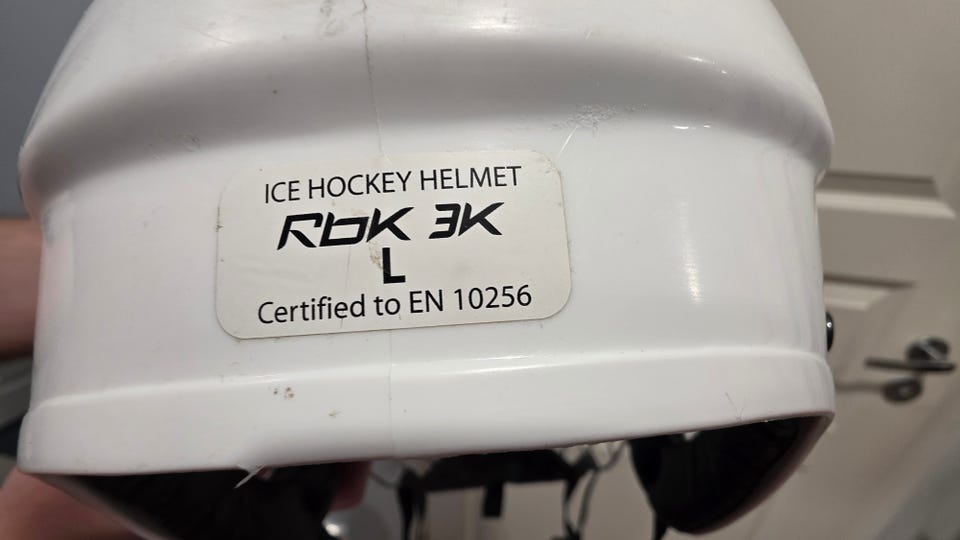 ICE HOCKEY HELMET
RbK 3K
L
Certified to EN 10256